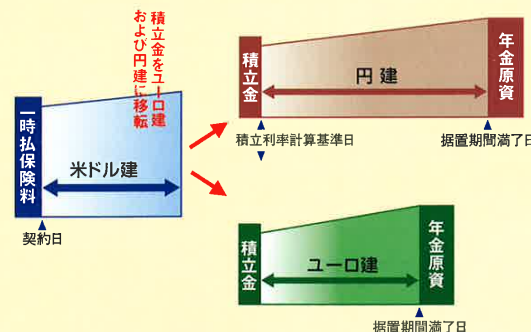 積立金をユーロ建
および円建に移転
一時払保険料
米ドル建
契約日
積立金
円建
年金原資
積立利率計算基準日
据置期間満了日
積立金
ユーロ建
年金原資
据置期間満了日